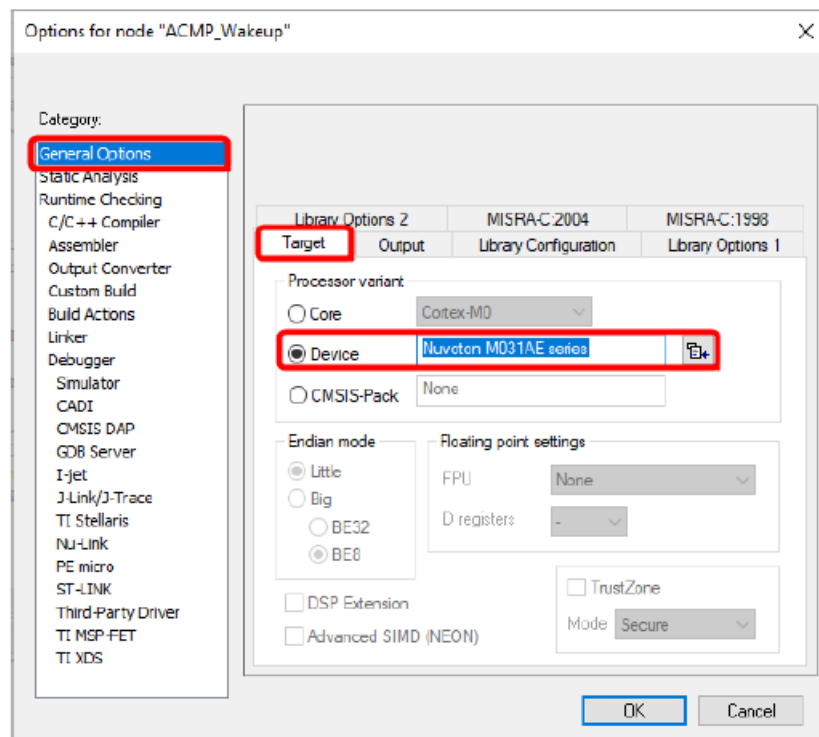 Options for node "ACMP_Wakeup"
Category:
General Options
Static Analysis
Runtime Checking
C/C++ Compiler
Assembler
Output Converter
Custom Build
Build Actions
Linker
Debugger
Simulator
CADI
CMSIS DAP
GDB Server
I-jet
J-Link/J-Trace
TI Stellaris
Nu-Link
PE micro
ST-LINK
Third-Party Driver
TI MSP-FET
TI XDS
Library Options 2 MISRA-C:2004 MISRA-C:1998
Target Output Library Configuration Library Options 1
Processor variant
Core Cortex-M0
Device Nuvoton M031AE series
CMSIS-Pack None
Endian mode
Little
Big
BE32
BE8
Floating point settings
FPU None
D registers -
DSP Extension
Advanced SIMD (NEON)
TrustZone
Mode Secure
OK Cancel